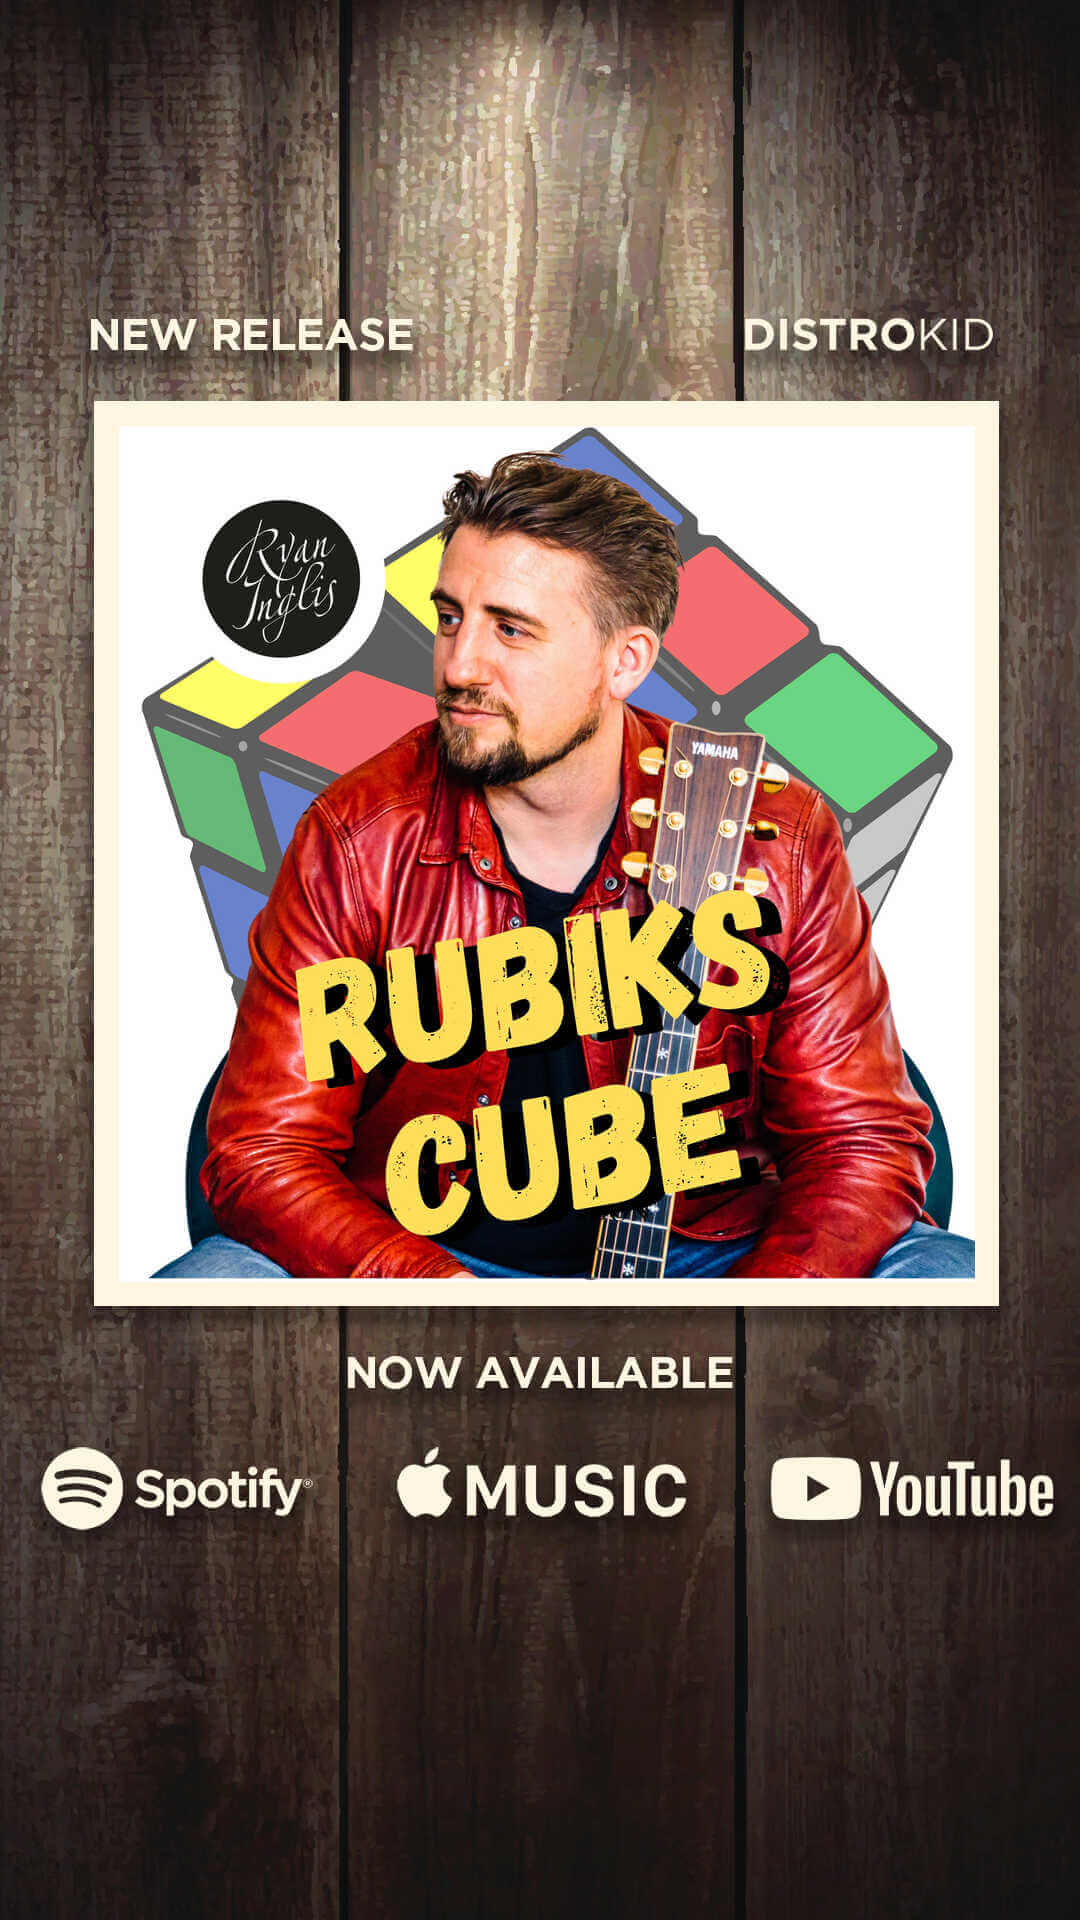 NEW RELEASE
DISTROKID
Ryan
Inglis
YAMAHA
RUBIKS
CUBE
NOW AVAILABLE
Spotify®
MUSIC
YouTube